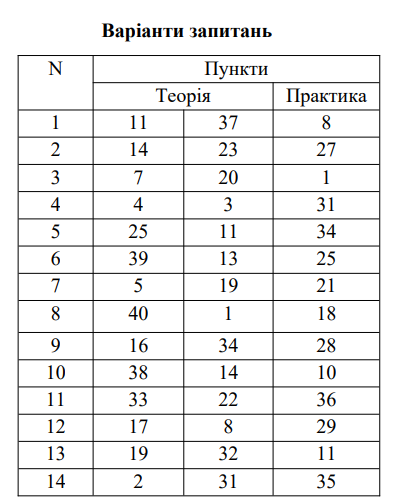 Варіанти запитань
N Пункти
Теорія Практика
1 11 37 8
2 14 23 27
3 7 20 1
4 4 3 31
5 25 11 34
6 39 13 25
7 5 19 21
8 40 1 18
9 16 34 28
10 38 14 10
11 33 22 36
12 17 8 29
13 19 32 11
14 2 31 35